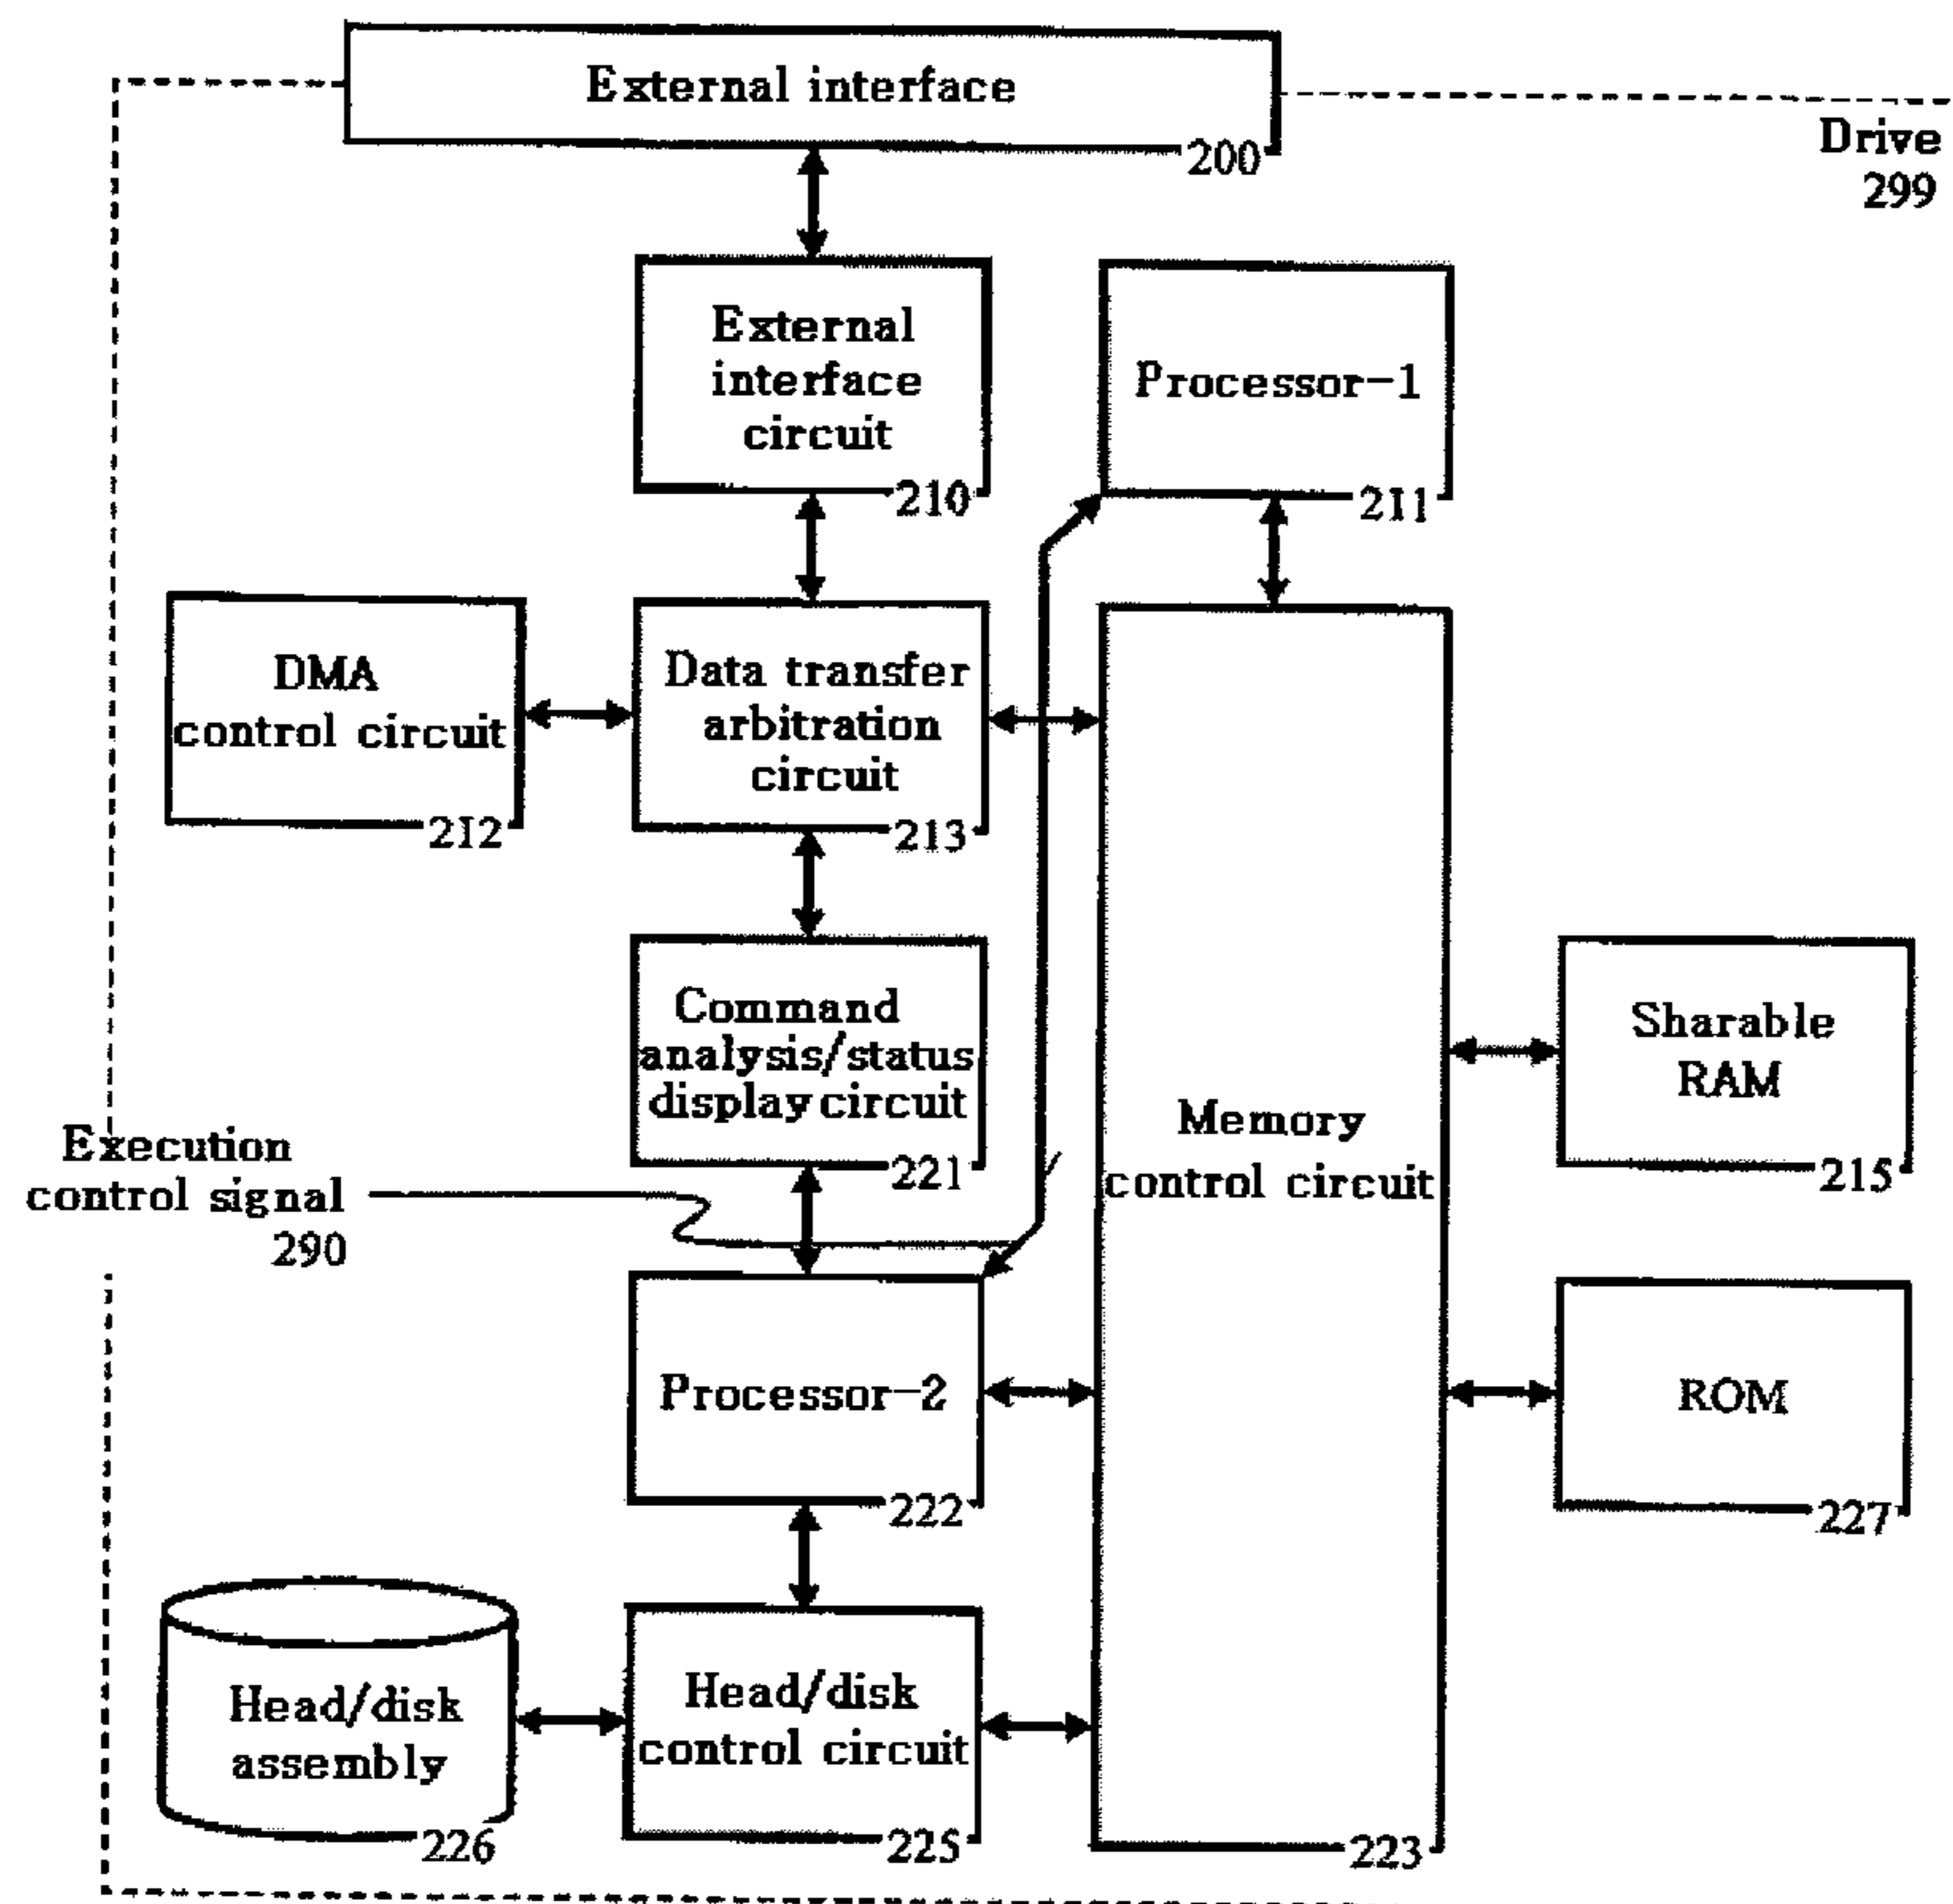 External interface
200
Drive
299
External
interface
circuit
210
Processor-1
211
DMA
control circuit
212
Data transfer
arbitration
circuit
213
Command
analysis/status
display circuit
221
Sharable
RAM
215
Memory
control circuit
223
Execution
control signal
290
Processor-2
222
ROM
227
Head/disk
assembly
226
Head/disk
control circuit
225